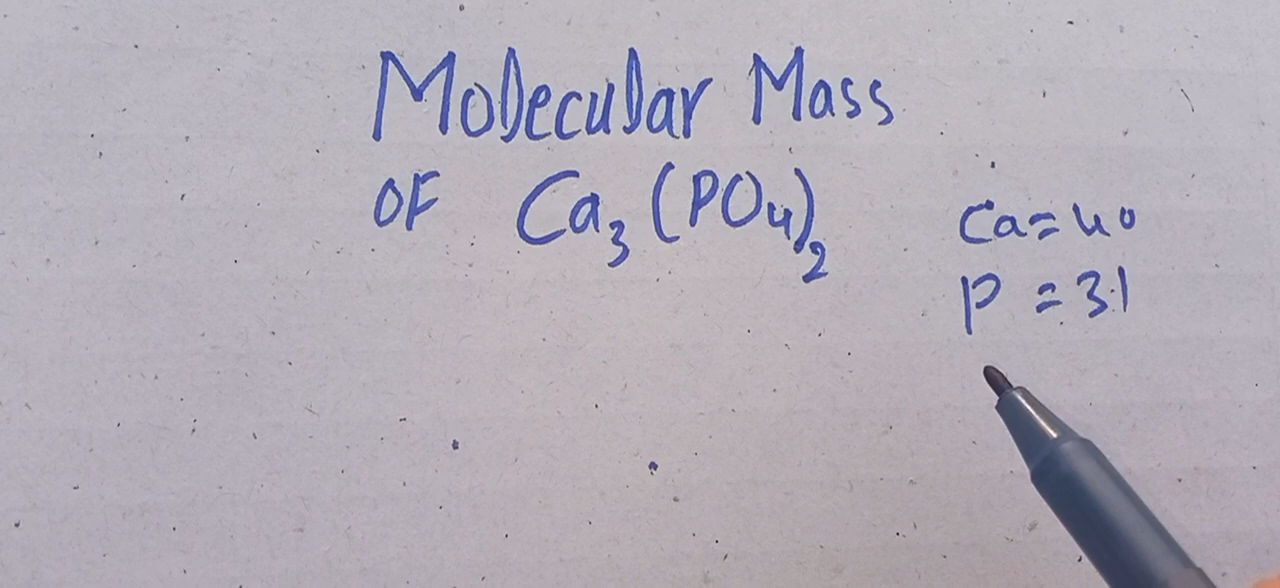 Molecular Mass
OF Ca₃(PO₄)₂
Ca=40
P=31